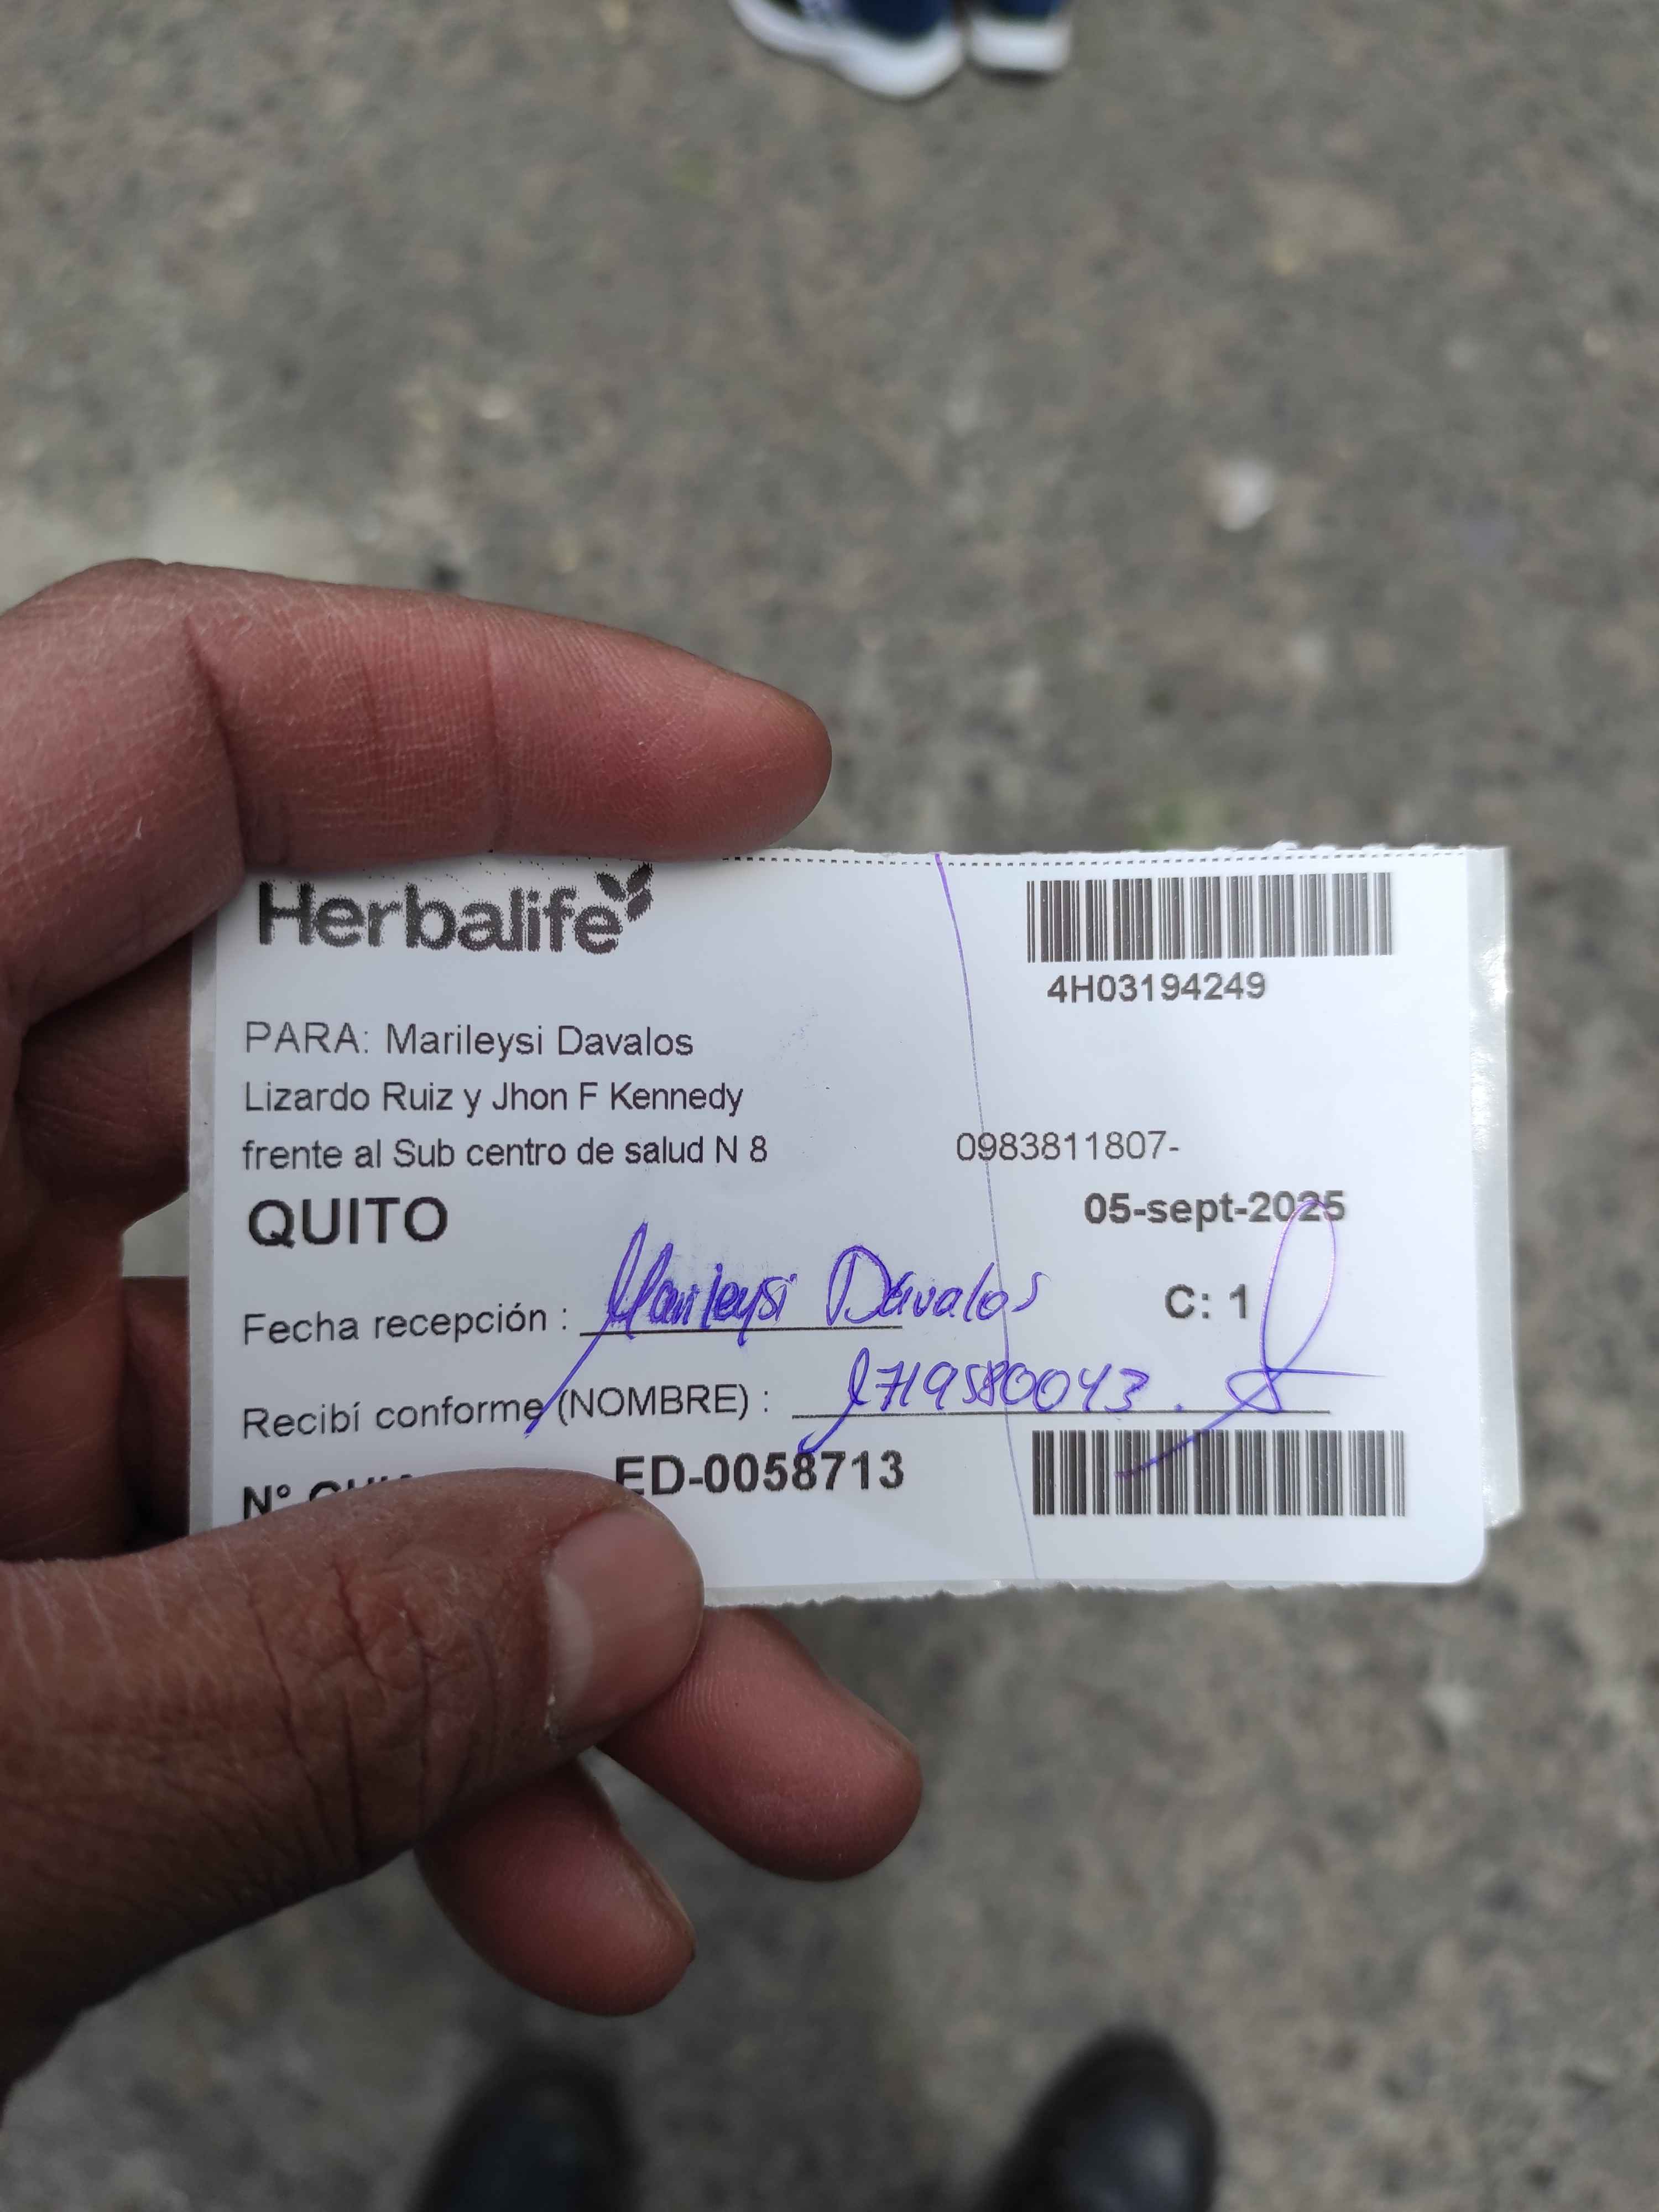 Herbalife
4H03194249
PARA: Marileysi Davalos
Lizardo Ruiz y Jhon F Kennedy
frente al Sub centro de salud N 8 0983811807-
QUITO 05-sept-2025
Fecha recepción : Marileysi Dávalos C: 1
Recibí conforme (NOMBRE) : 1719580043.
N° ED-0058713